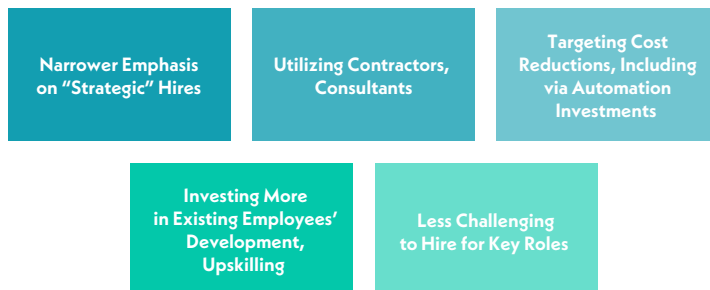 Narrower Emphasis
on “Strategic” Hires
Utilizing Contractors,
Consultants
Targeting Cost
Reductions, Including
via Automation
Investments
Investing More
in Existing Employees’
Development,
Upskilling
Less Challenging
to Hire for Key Roles